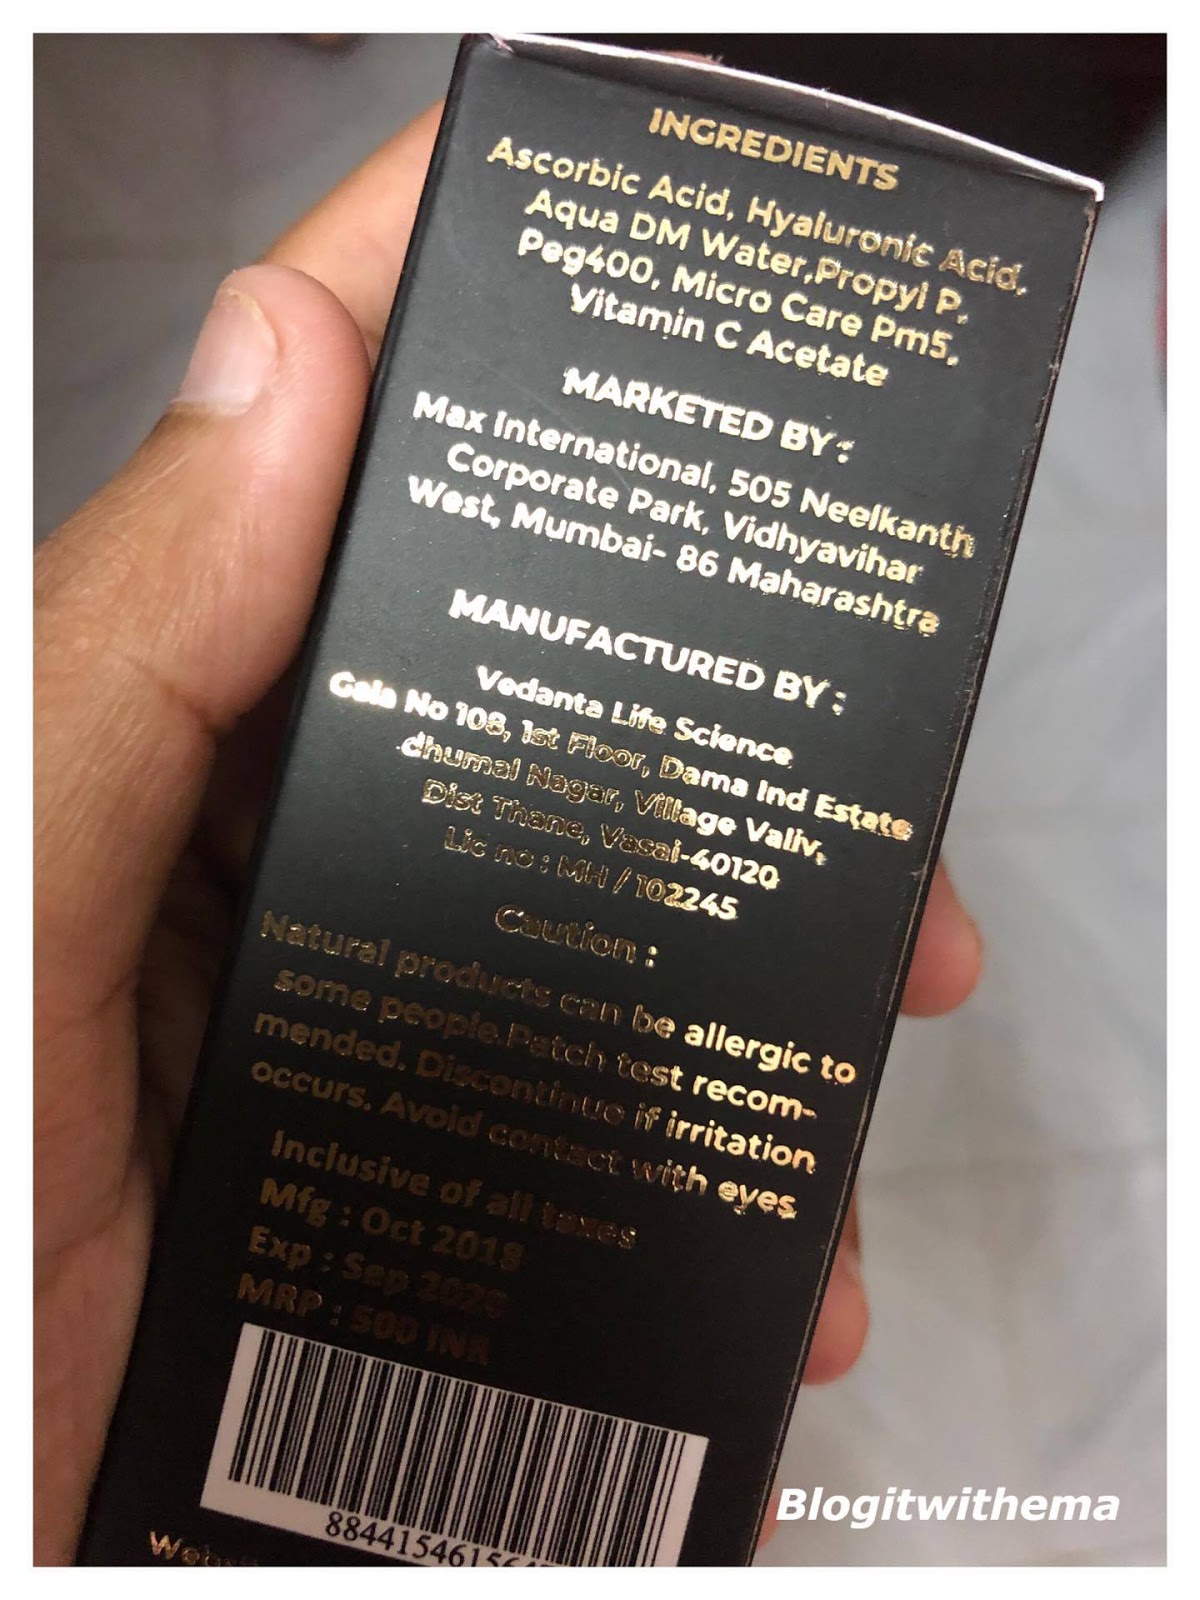 INGREDIENTS
Ascorbic Acid, Hyaluronic Acid,
Aqua DM Water,Propyl P,
Peg400, Micro Care Pm5,
Vitamin C Acetate
MARKETED BY :
Max International, 505 Neelkanth
Corporate Park, Vidhyavihar
West, Mumbai- 86 Maharashtra
MANUFACTURED BY :
Vedanta Life Science
Gala No 108, 1st Floor, Dama Ind Estate
dhumal Nagar, Village Valiv,
Dist Thane, Vasai-40120
Lic no : MH / 102245
Caution :
Natural products can be allergic to
some people.Patch test recom-
mended. Discontinue if irritation
occurs. Avoid contact with eyes
Inclusive of all taxes
Mfg : Oct 2018
Exp : Sep 2020
MRP : 500 INR
Blogitwithema